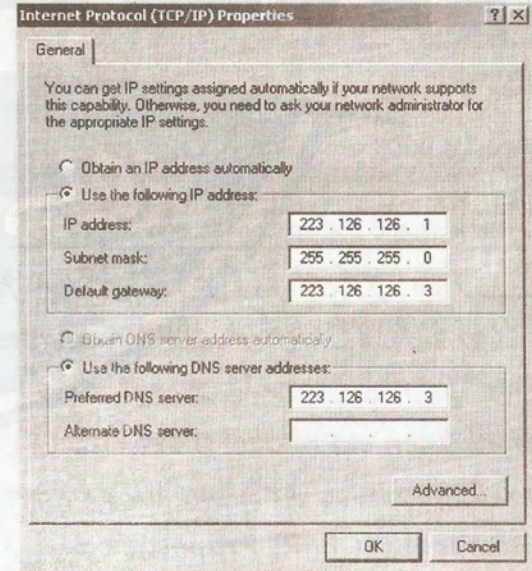 Internet Protocol (TCP/IP) Properties
? X
General
You can get IP settings assigned automatically if your network supports
this capability. Otherwise, you need to ask your network administrator for
the appropriate IP settings.
Obtain an IP address automatically
Use the following IP address:
IP address: 223 . 126 . 126 . 1
Subnet mask: 255 . 255 . 255 . 0
Default gateway: 223 . 126 . 126 . 3
Obtain DNS server address automatically
Use the following DNS server addresses:
Preferred DNS server: 223 . 126 . 126 . 3
Alternate DNS server: . . .
Advanced...
OK Cancel